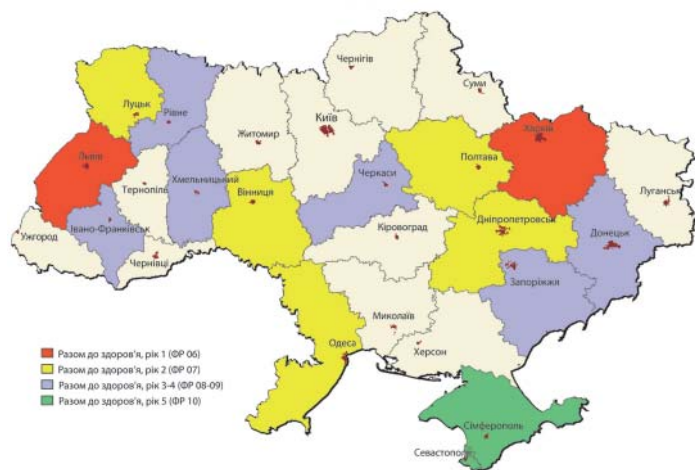 Чернігів
Суми
Луцьк
Рівне
Київ
Житомир
Харків
Львів
Полтава
Тернопіль
Хмельницький
Черкаси
Вінниця
Луганськ
Ужгород
Івано-Франківськ
Чернівці
Кіровоград
Дніпропетровськ
Донецьк
Запоріжжя
Миколаїв
Одеса
Херсон
Разом до здоров'я, рік 1 (ФР 06)
Разом до здоров'я, рік 2 (ФР 07)
Разом до здоров'я, рік 3-4 (ФР 08-09)
Разом до здоров'я, рік 5 (ФР 10)
Сімферополь
Севастополь